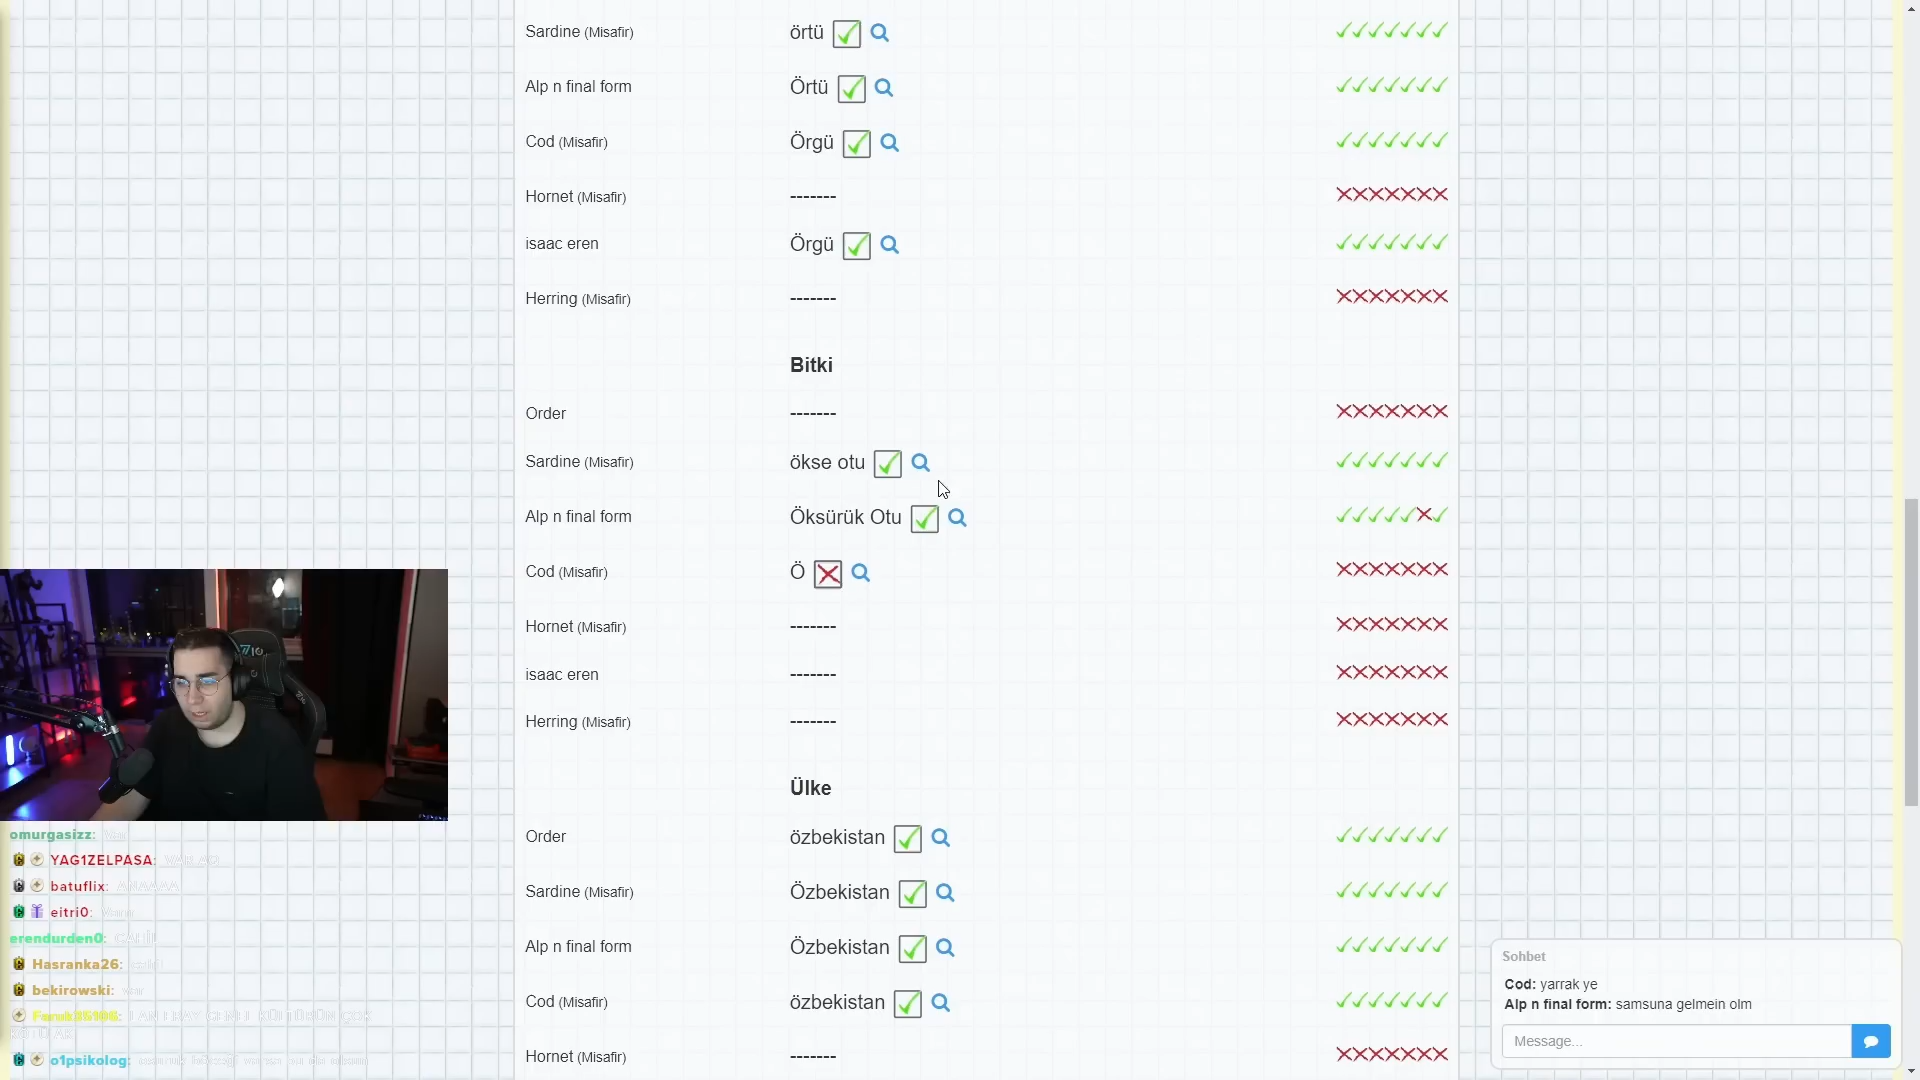 Sardine (Misafir) örtü
Alp n final form Örtü
Cod (Misafir) Örgü
Hornet (Misafir) -------
isaac eren Örgü
Herring (Misafir) -------
Bitki
Order -------
Sardine (Misafir) ökse otu
Alp n final form Öksürük Otu
Cod (Misafir) Ö
Hornet (Misafir) -------
isaac eren -------
Herring (Misafir) -------
Ülke
Order özbekistan
Sardine (Misafir) Özbekistan
Alp n final form Özbekistan
Cod (Misafir) özbekistan
Hornet (Misafir) -------
omurgasizz:
YAG1ZELPASA:
batuflix:
eitri0:
erendurden0:
Hasranka26:
bekirowski: var
o1psikolog:
Sohbet
Cod: yarrak ye
Alp n final form: samsuna gelmein olm
Message...